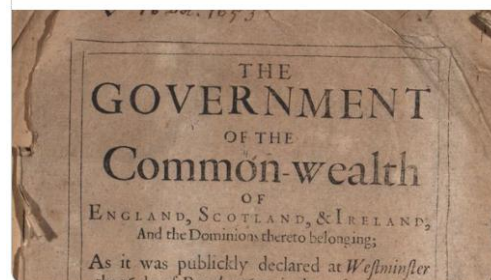 THE
GOVERNMENT
OF THE
Common-wealth
OF
ENGLAND, SCOTLAND, & IRELAND,
And the Dominions thereto belonging;
As it was publickly declared at Westminster